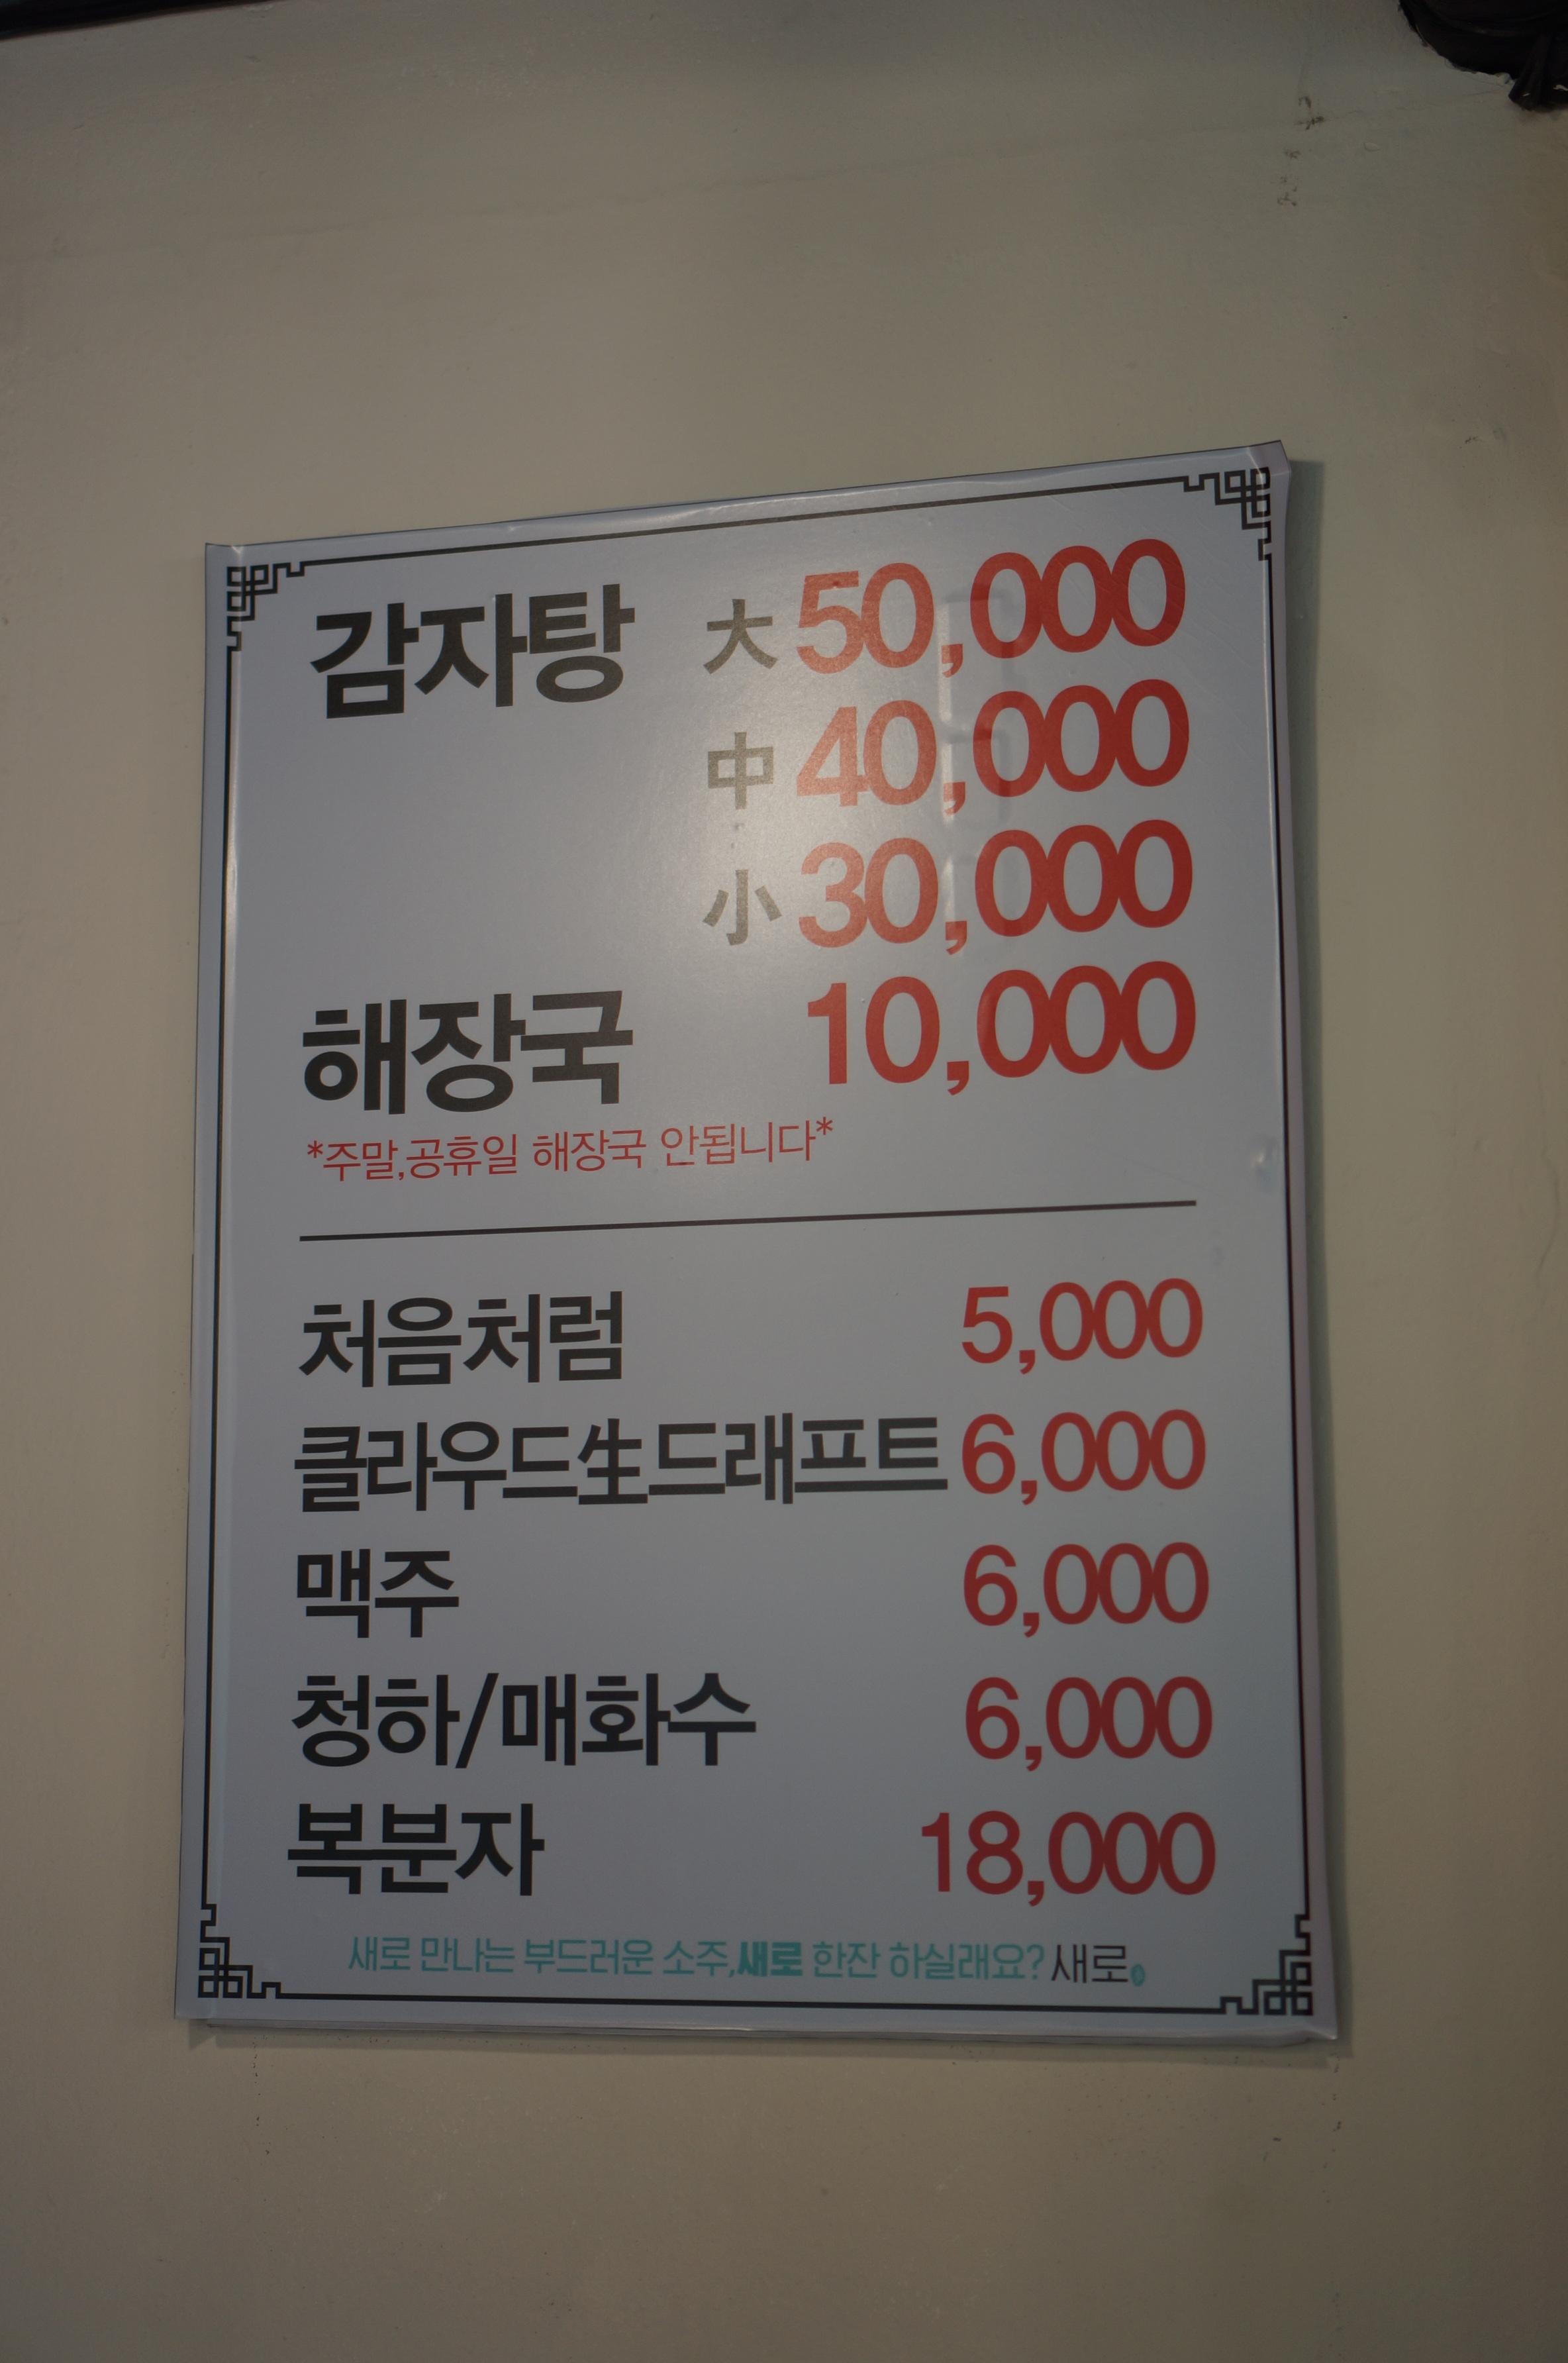 감자탕 大 50,000
中 40,000
小 30,000
해장국 10,000
*주말,공휴일 해장국 안됩니다*
처음처럼 5,000
클라우드生드래프트 6,000
맥주 6,000
청하/매화수 6,000
복분자 18,000
새로 만나는 부드러운 소주,새로 한잔 하실래요? 새로.